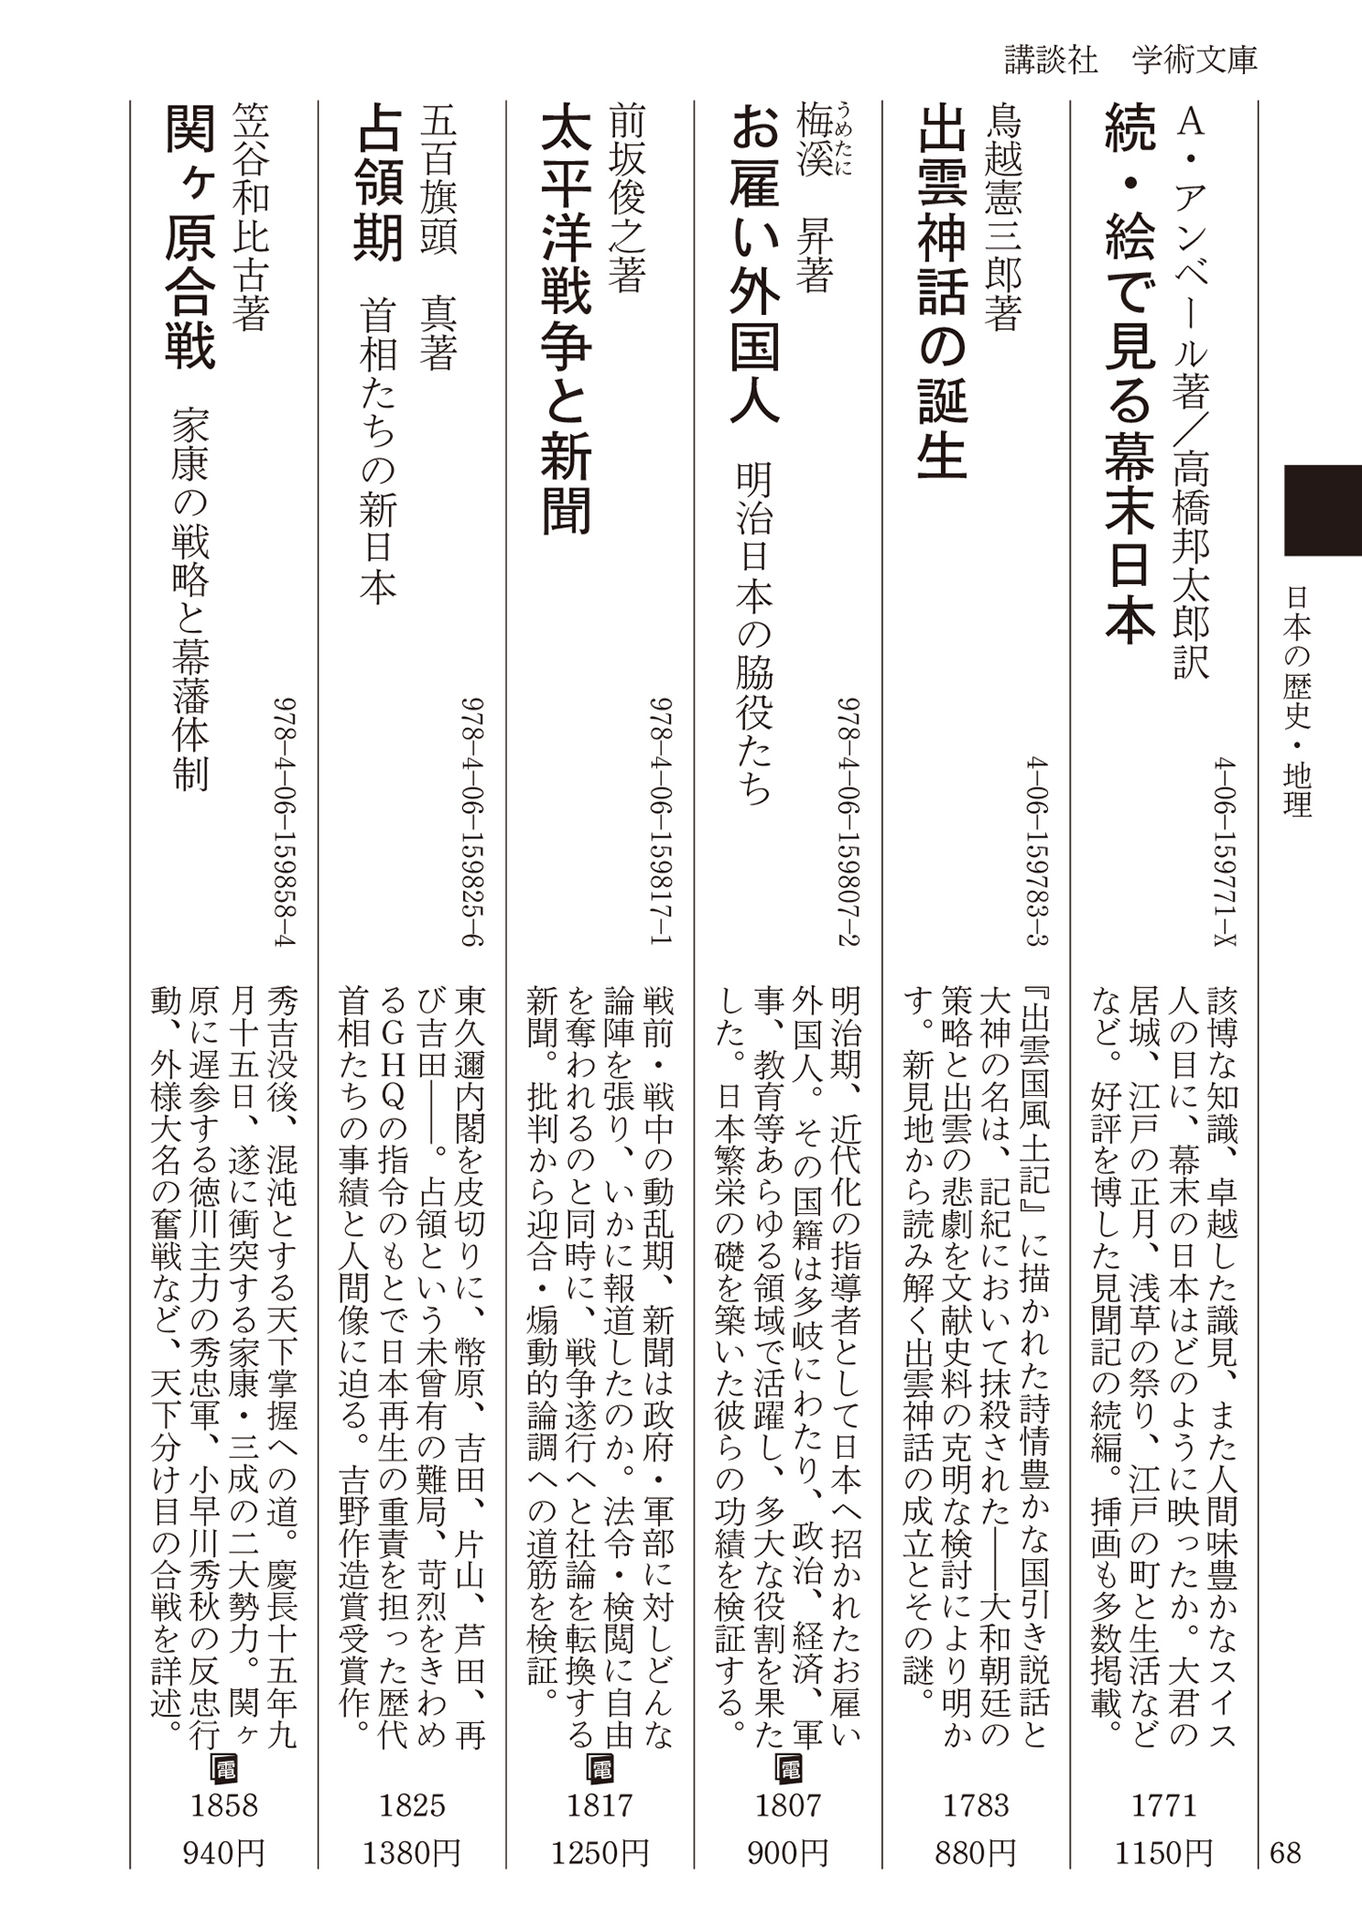 講談社　学術文庫
日本の歴史・地理
A・アンベール著／高橋邦太郎訳
続・絵で見る幕末日本
4-06-159771-X
該博な知識、卓越した識見、また人間味豊かなスイス
人の目に、幕末の日本はどのように映ったか。大君の
居城、江戸の正月、浅草の祭り、江戸の町と生活など
など。好評を博した見聞記の続編。挿画も多数掲載。
1771
1150円
鳥越憲三郎著
出雲神話の誕生
4-06-159783-3
『出雲国風土記』に描かれた詩情豊かな国引き説話と
大神の名は、記紀において抹殺された——大和朝廷の
策略と出雲の悲劇を文献史料の克明な検討により明か
す。新見地から読み解く出雲神話の成立とその謎。
1783
880円
うめたに
梅溪　昇著
お雇い外国人　明治日本の脇役たち
978-4-06-159807-2
明治期、近代化の指導者として日本へ招かれたお雇い
外国人。その国籍は多岐にわたり、政治、経済、軍
事、教育等あらゆる領域で活躍し、多大な役割を果た
した。日本繁栄の礎を築いた彼らの功績を検証する。
電
1807
900円
前坂俊之著
太平洋戦争と新聞
978-4-06-159817-1
戦前・戦中の動乱期、新聞は政府・軍部に対しどんな
論陣を張り、いかに報道したのか。法令・検閲に自由
を奪われるのと同時に、戦争遂行へと社論を転換する
新聞。批判から迎合・煽動的論調への道筋を検証。
電
1817
1250円
五百旗頭　真著
占領期　首相たちの新日本
978-4-06-159825-6
東久邇内閣を皮切りに、幣原、吉田、片山、芦田、再
び吉田——。占領という未曾有の難局、苛烈をきわめ
るGHQの指令のもとで日本再生の重責を担った歴代
首相たちの事績と人間像に迫る。吉野作造賞受賞作。
1825
1380円
笠谷和比古著
関ヶ原合戦　家康の戦略と幕藩体制
978-4-06-159858-4
秀吉没後、混沌とする天下掌握への道。慶長十五年九
月十五日、遂に衝突する家康・三成の二大勢力。関ヶ
原に遅参する徳川主力の秀忠軍、小早川秀秋の反忠行
動、外様大名の奮戦など、天下分け目の合戦を詳述。
電
1858
940円
68